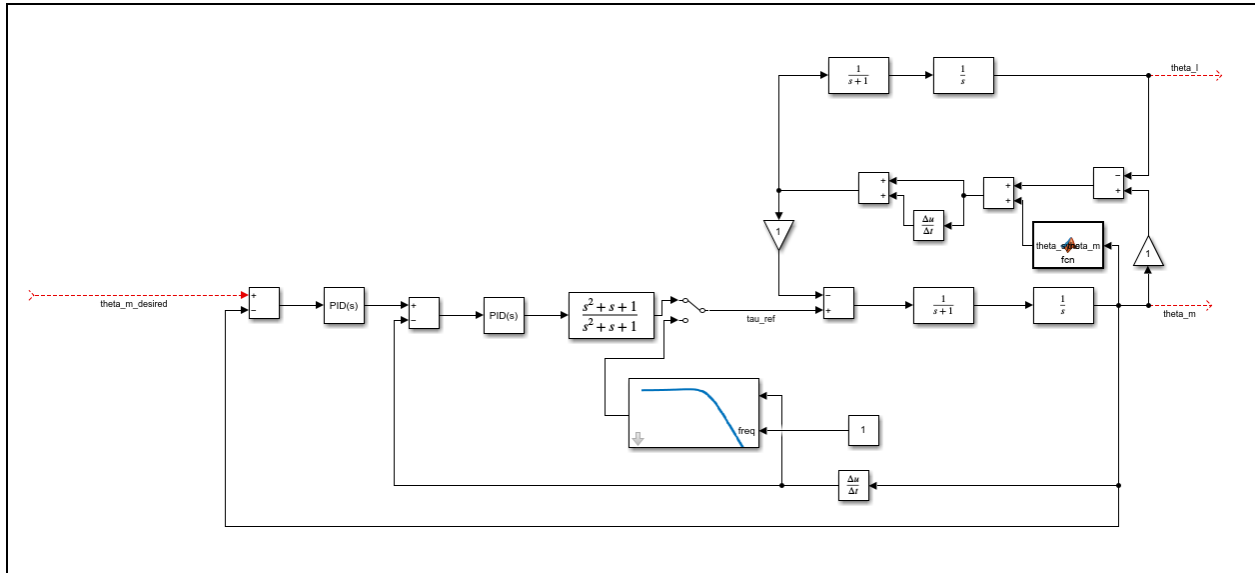 1
s + 1
1
s
theta_l
+
+
Δu
Δt
+
+
−
+
1
fcn
1
theta_m_desired
+
−
PID(s)
+
−
PID(s)
s² + s + 1
s² + s + 1
tau_ref
−
+
1
s + 1
1
s
theta_m
freq
1
Δu
Δt